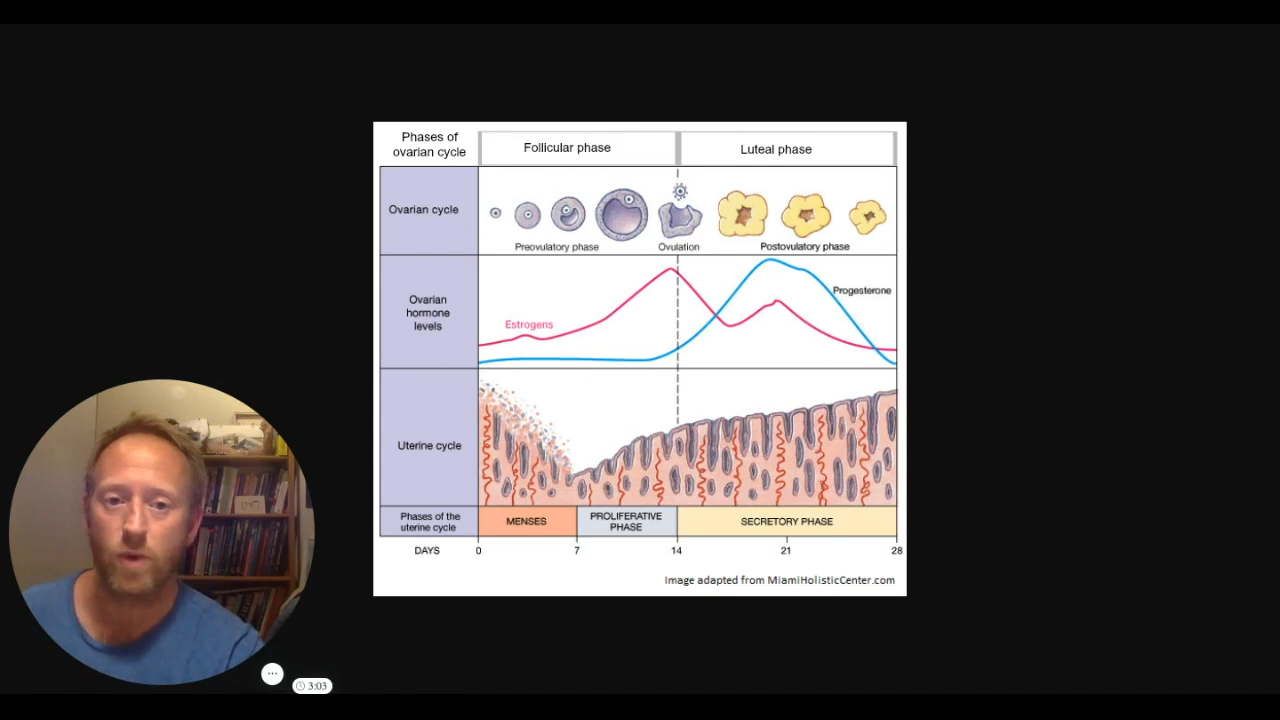 Phases of
ovarian cycle
Follicular phase
Luteal phase
Ovarian cycle
Preovulatory phase
Ovulation
Postovulatory phase
Ovarian
hormone
levels
Estrogens
Progesterone
Uterine cycle
Phases of the
uterine cycle
MENSES
PROLIFERATIVE
PHASE
SECRETORY PHASE
DAYS
0
7
14
21
28
Image adapted from MiamiHolisticCenter.com
3:03